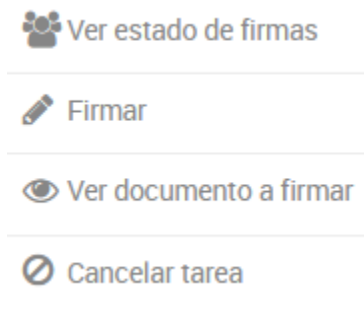 Ver estado de firmas
Firmar
Ver documento a firmar
Cancelar tarea